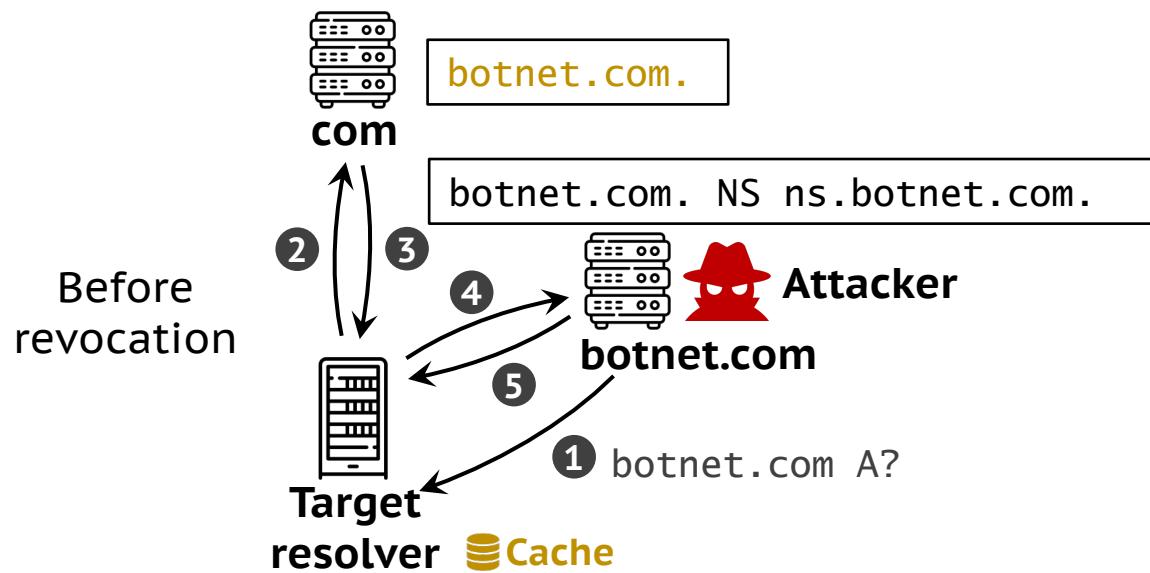 botnet.com.
com
botnet.com. NS ns.botnet.com.
2
3
Before
revocation
4
Attacker
botnet.com
5
1 botnet.com A?
Target
resolver
Cache